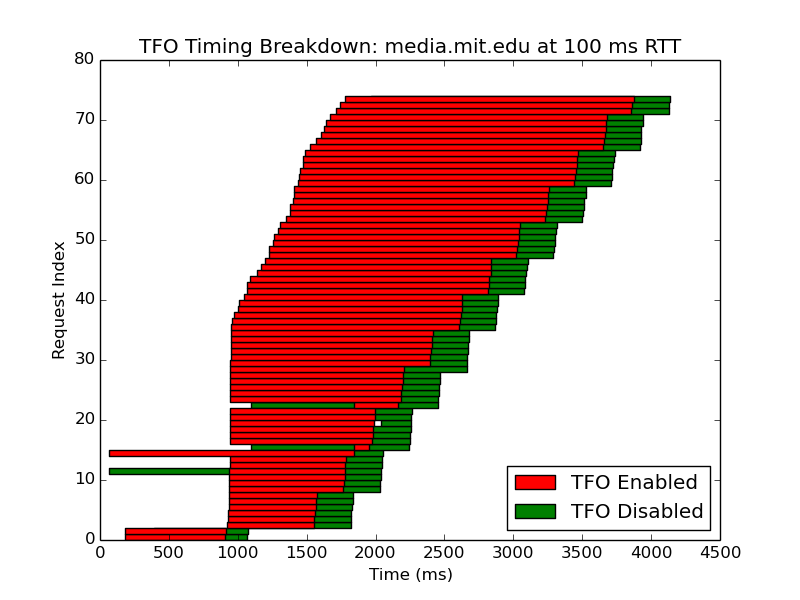 TFO Timing Breakdown: media.mit.edu at 100 ms RTT
80
70
60
50
40
30
20
10
0
Request Index
TFO Enabled
TFO Disabled
0 500 1000 1500 2000 2500 3000 3500 4000 4500
Time (ms)